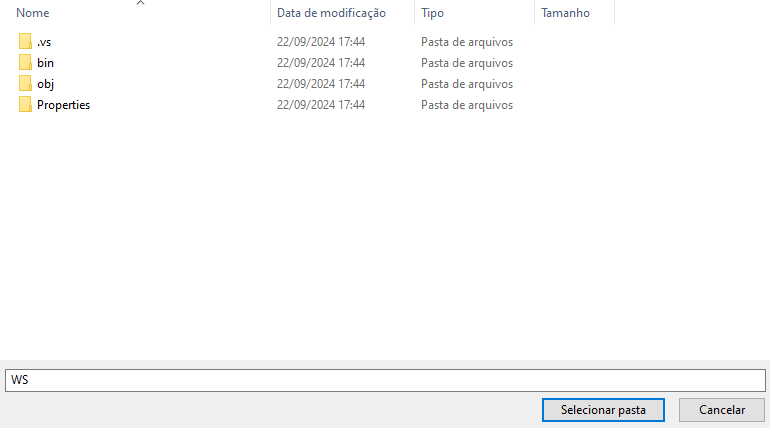 Nome Data de modificação Tipo Tamanho
.vs 22/09/2024 17:44 Pasta de arquivos
bin 22/09/2024 17:44 Pasta de arquivos
obj 22/09/2024 17:44 Pasta de arquivos
Properties 22/09/2024 17:44 Pasta de arquivos
WS
Selecionar pasta Cancelar